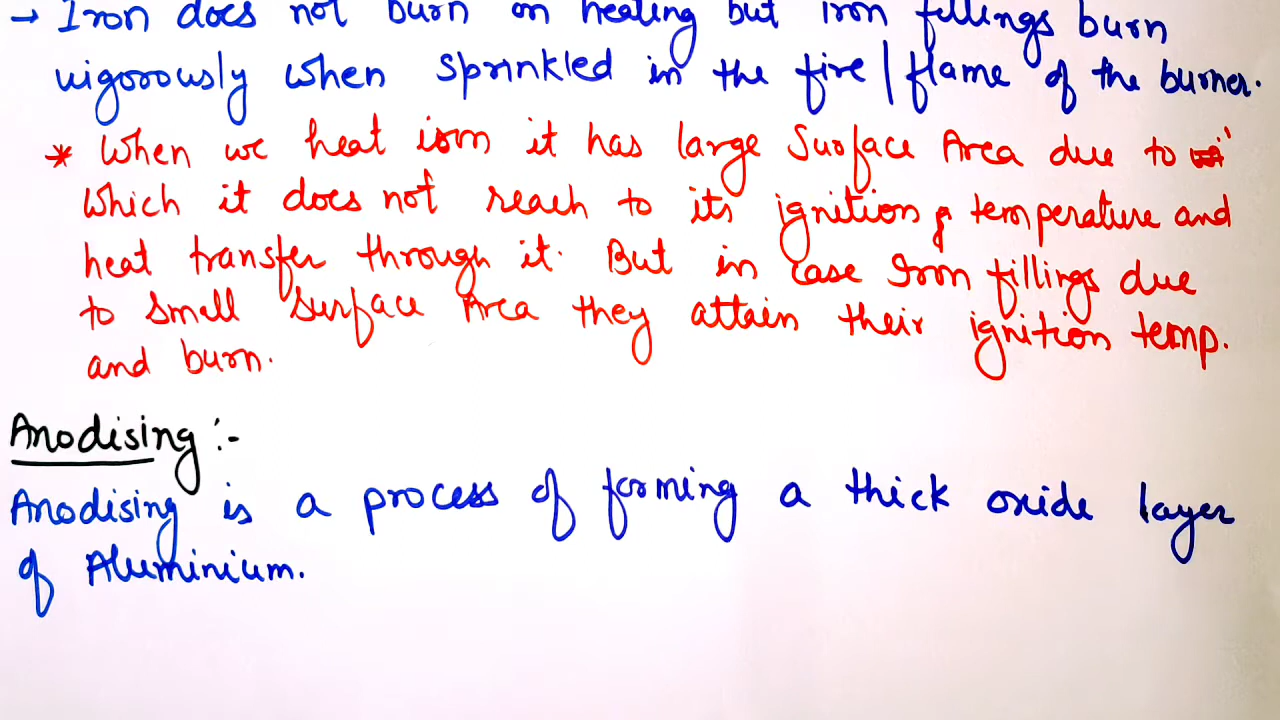 → Iron does not burn on heating but iron fillings burn
vigorously when sprinkled in the fire/flame of the burner.
* When we heat iron it has large Surface Area due to
which it does not reach to its ignition temperature and
heat transfer through it. But in case Iron fillings due
to small surface Area they attain their ignition temp.
and burn.
Anodising :-
Anodising is a process of forming a thick oxide layer
of Aluminium.